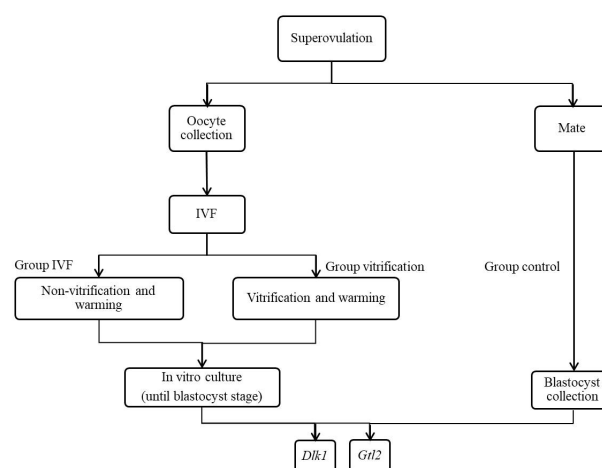 Superovulation
Oocyte
collection
Mate
IVF
Group IVF
Group vitrification
Group control
Non-vitrification and
warming
Vitrification and warming
In vitro culture
(until blastocyst stage)
Blastocyst
collection
Dlk1
Gtl2